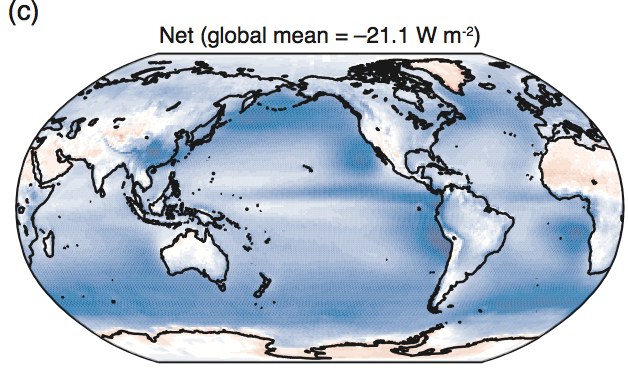 (c)
Net (global mean = –21.1 W m-2)